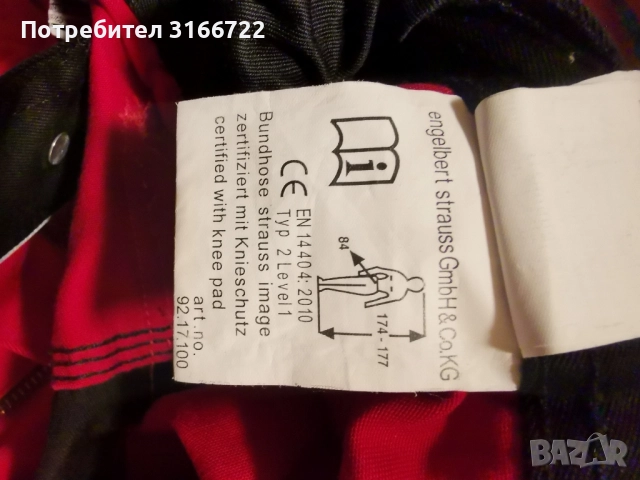 Потребител 3166722
engelbert strauss GmbH & Co.KG
i
84
174 - 177
CE EN 14404: 2010
Typ 2 Level 1
Bundhose strauss image
zertifiziert mit Knieschutz
certified with knee pad
art.no.
92.17.100
BAZAR